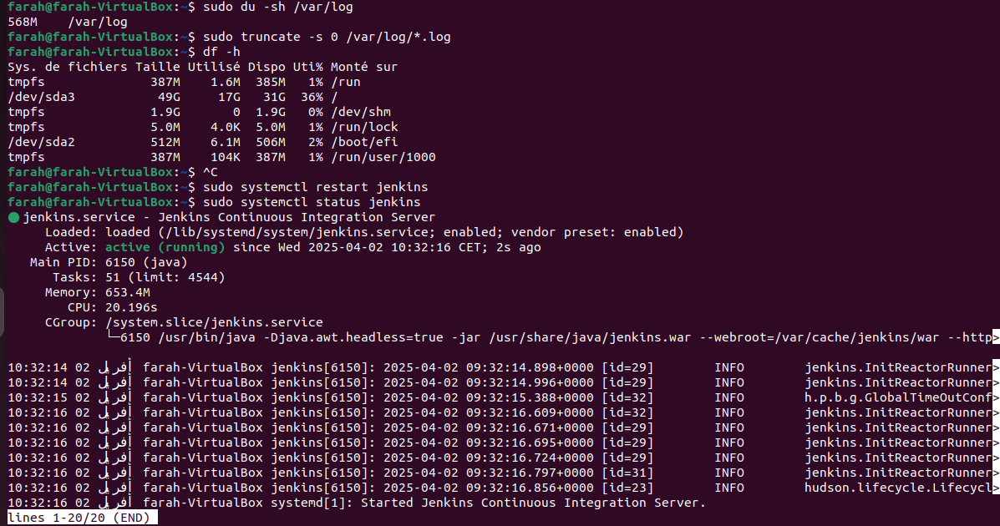 farah@farah-VirtualBox:~$ sudo du -sh /var/log
568M	/var/log
farah@farah-VirtualBox:~$ sudo truncate -s 0 /var/log/*.log
farah@farah-VirtualBox:~$ df -h
Sys. de fichiers Taille Utilisé Dispo Uti% Monté sur
tmpfs              387M    1.6M  385M   1% /run
/dev/sda3           49G     17G   31G  36% /
tmpfs              1.9G       0  1.9G   0% /dev/shm
tmpfs              5.0M    4.0K  5.0M   1% /run/lock
/dev/sda2          512M    6.1M  506M   2% /boot/efi
tmpfs              387M    104K  387M   1% /run/user/1000
farah@farah-VirtualBox:~$ ^C
farah@farah-VirtualBox:~$ sudo systemctl restart jenkins
farah@farah-VirtualBox:~$ sudo systemctl status jenkins
● jenkins.service - Jenkins Continuous Integration Server
     Loaded: loaded (/lib/systemd/system/jenkins.service; enabled; vendor preset: enabled)
     Active: active (running) since Wed 2025-04-02 10:32:16 CET; 2s ago
   Main PID: 6150 (java)
      Tasks: 51 (limit: 4544)
     Memory: 653.4M
        CPU: 20.196s
     CGroup: /system.slice/jenkins.service
             └─6150 /usr/bin/java -Djava.awt.headless=true -jar /usr/share/java/jenkins.war --webroot=/var/cache/jenkins/war --http>
10:32:14 02 أفريل farah-VirtualBox jenkins[6150]: 2025-04-02 09:32:14.898+0000 [id=29]        INFO        jenkins.InitReactorRunner>
10:32:14 02 أفريل farah-VirtualBox jenkins[6150]: 2025-04-02 09:32:14.996+0000 [id=29]        INFO        jenkins.InitReactorRunner>
10:32:15 02 أفريل farah-VirtualBox jenkins[6150]: 2025-04-02 09:32:15.388+0000 [id=32]        INFO        h.p.b.g.GlobalTimeOutConf>
10:32:16 02 أفريل farah-VirtualBox jenkins[6150]: 2025-04-02 09:32:16.609+0000 [id=32]        INFO        jenkins.InitReactorRunner>
10:32:16 02 أفريل farah-VirtualBox jenkins[6150]: 2025-04-02 09:32:16.671+0000 [id=29]        INFO        jenkins.InitReactorRunner>
10:32:16 02 أفريل farah-VirtualBox jenkins[6150]: 2025-04-02 09:32:16.695+0000 [id=29]        INFO        jenkins.InitReactorRunner>
10:32:16 02 أفريل farah-VirtualBox jenkins[6150]: 2025-04-02 09:32:16.724+0000 [id=29]        INFO        jenkins.InitReactorRunner>
10:32:16 02 أفريل farah-VirtualBox jenkins[6150]: 2025-04-02 09:32:16.797+0000 [id=31]        INFO        jenkins.InitReactorRunner>
10:32:16 02 أفريل farah-VirtualBox jenkins[6150]: 2025-04-02 09:32:16.856+0000 [id=23]        INFO        hudson.lifecycle.Lifecycl>
10:32:16 02 أفريل farah-VirtualBox systemd[1]: Started Jenkins Continuous Integration Server.
lines 1-20/20 (END)